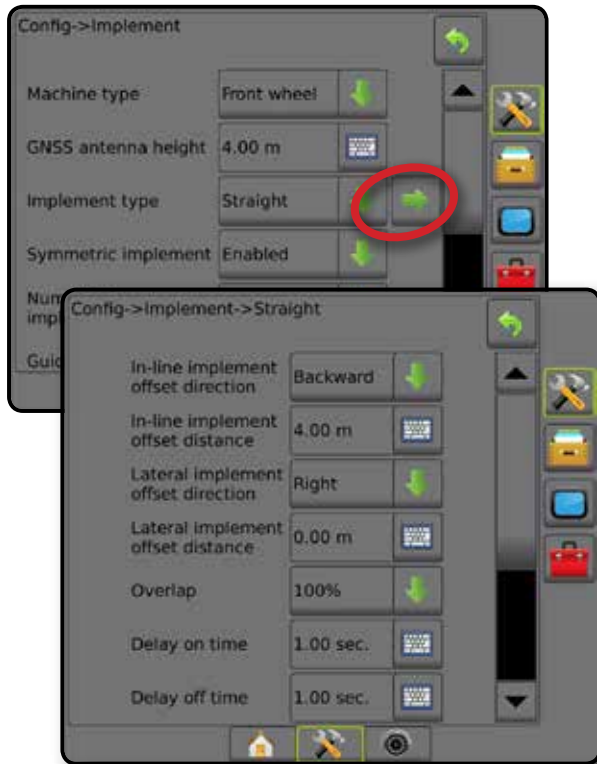 Config->Implement
Machine type
Front wheel
GNSS antenna height
4.00 m
Implement type
Straight
Symmetric implement
Enabled
Config->Implement->Straight
In-line implement
offset direction
Backward
In-line implement
offset distance
4.00 m
Lateral implement
offset direction
Right
Lateral implement
offset distance
0.00 m
Overlap
100%
Delay on time
1.00 sec.
Delay off time
1.00 sec.